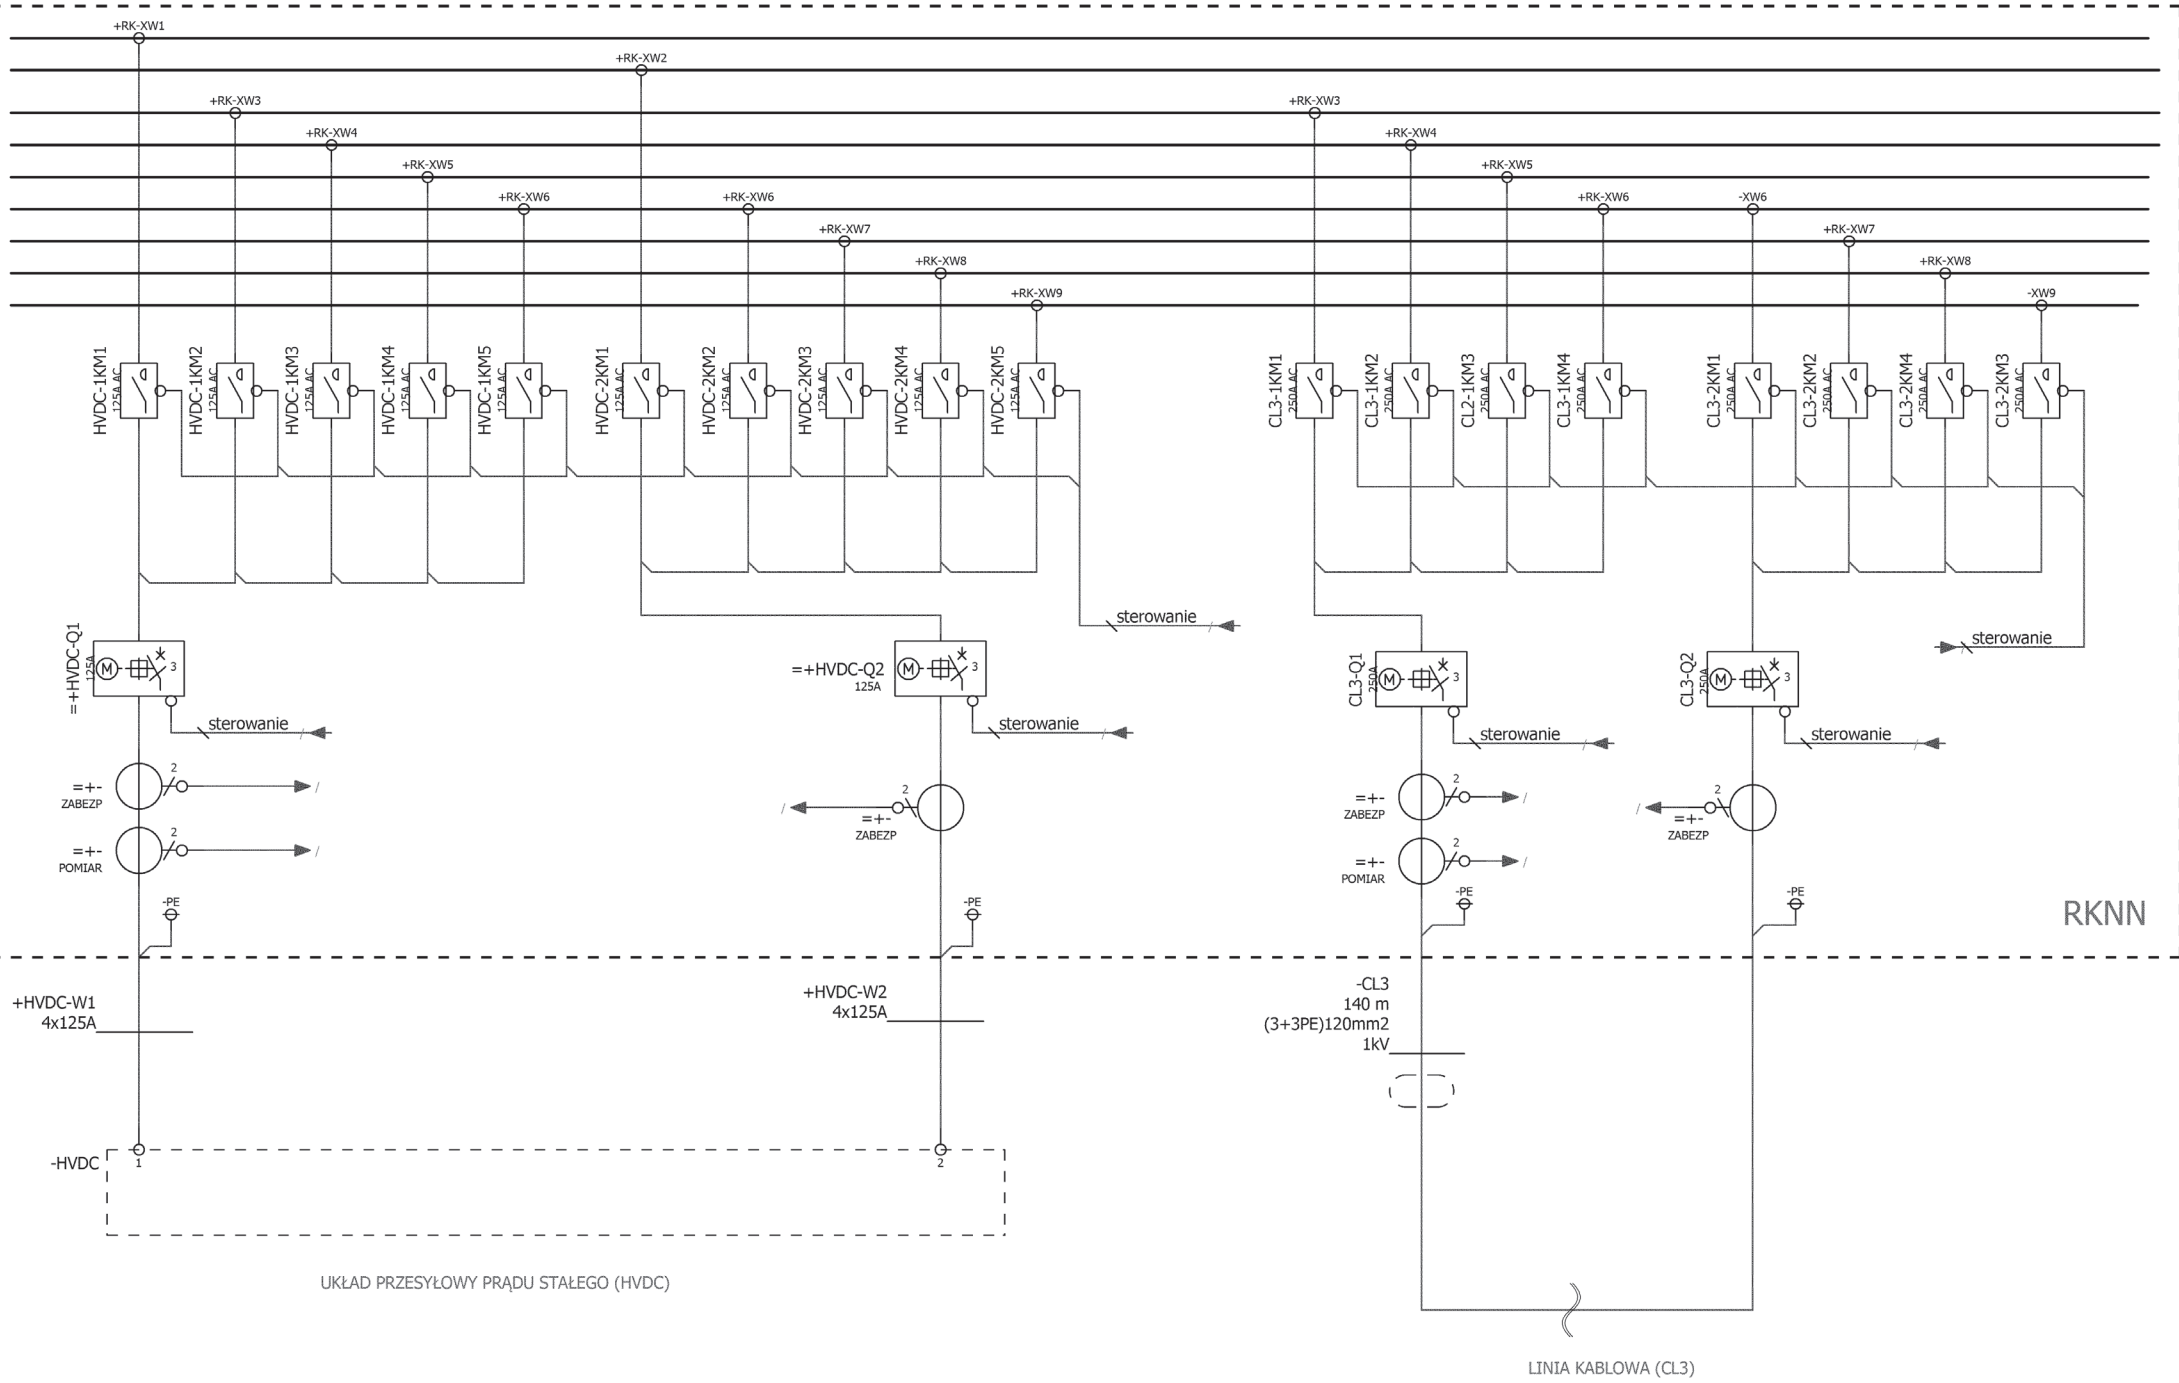 +RK-XW1
+RK-XW2
+RK-XW3
+RK-XW3
+RK-XW4
+RK-XW4
+RK-XW5
+RK-XW5
+RK-XW6
+RK-XW6
+RK-XW6
-XW6
+RK-XW7
+RK-XW7
+RK-XW8
+RK-XW8
+RK-XW9
-XW9
HVDC-1KM1
125A AC
HVDC-1KM2
125A AC
HVDC-1KM3
125A AC
HVDC-1KM4
125A AC
HVDC-1KM5
125A AC
HVDC-2KM1
125A AC
HVDC-2KM2
125A AC
HVDC-2KM3
125A AC
HVDC-2KM4
125A AC
HVDC-2KM5
125A AC
CL3-1KM1
250A AC
CL3-1KM2
250A AC
CL2-1KM3
250A AC
CL3-1KM4
250A AC
CL3-2KM1
250A AC
CL3-2KM2
250A AC
CL3-2KM4
250A AC
CL3-2KM3
250A AC
sterowanie
sterowanie
=+HVDC-Q1
125A
M
3
=+HVDC-Q2
125A
M
3
CL3-Q1
250A
M
3
CL3-Q2
250A
M
3
sterowanie
sterowanie
sterowanie
sterowanie
2
=+-
ZABEZP
2
=+-
POMIAR
2
=+-
ZABEZP
2
=+-
ZABEZP
2
=+-
POMIAR
2
=+-
ZABEZP
-PE
-PE
-PE
-PE
RKNN
+HVDC-W1
4x125A
+HVDC-W2
4x125A
-CL3
140 m
(3+3PE)120mm2
1kV
-HVDC
1
2
UKŁAD PRZESYŁOWY PRĄDU STAŁEGO (HVDC)
LINIA KABLOWA (CL3)